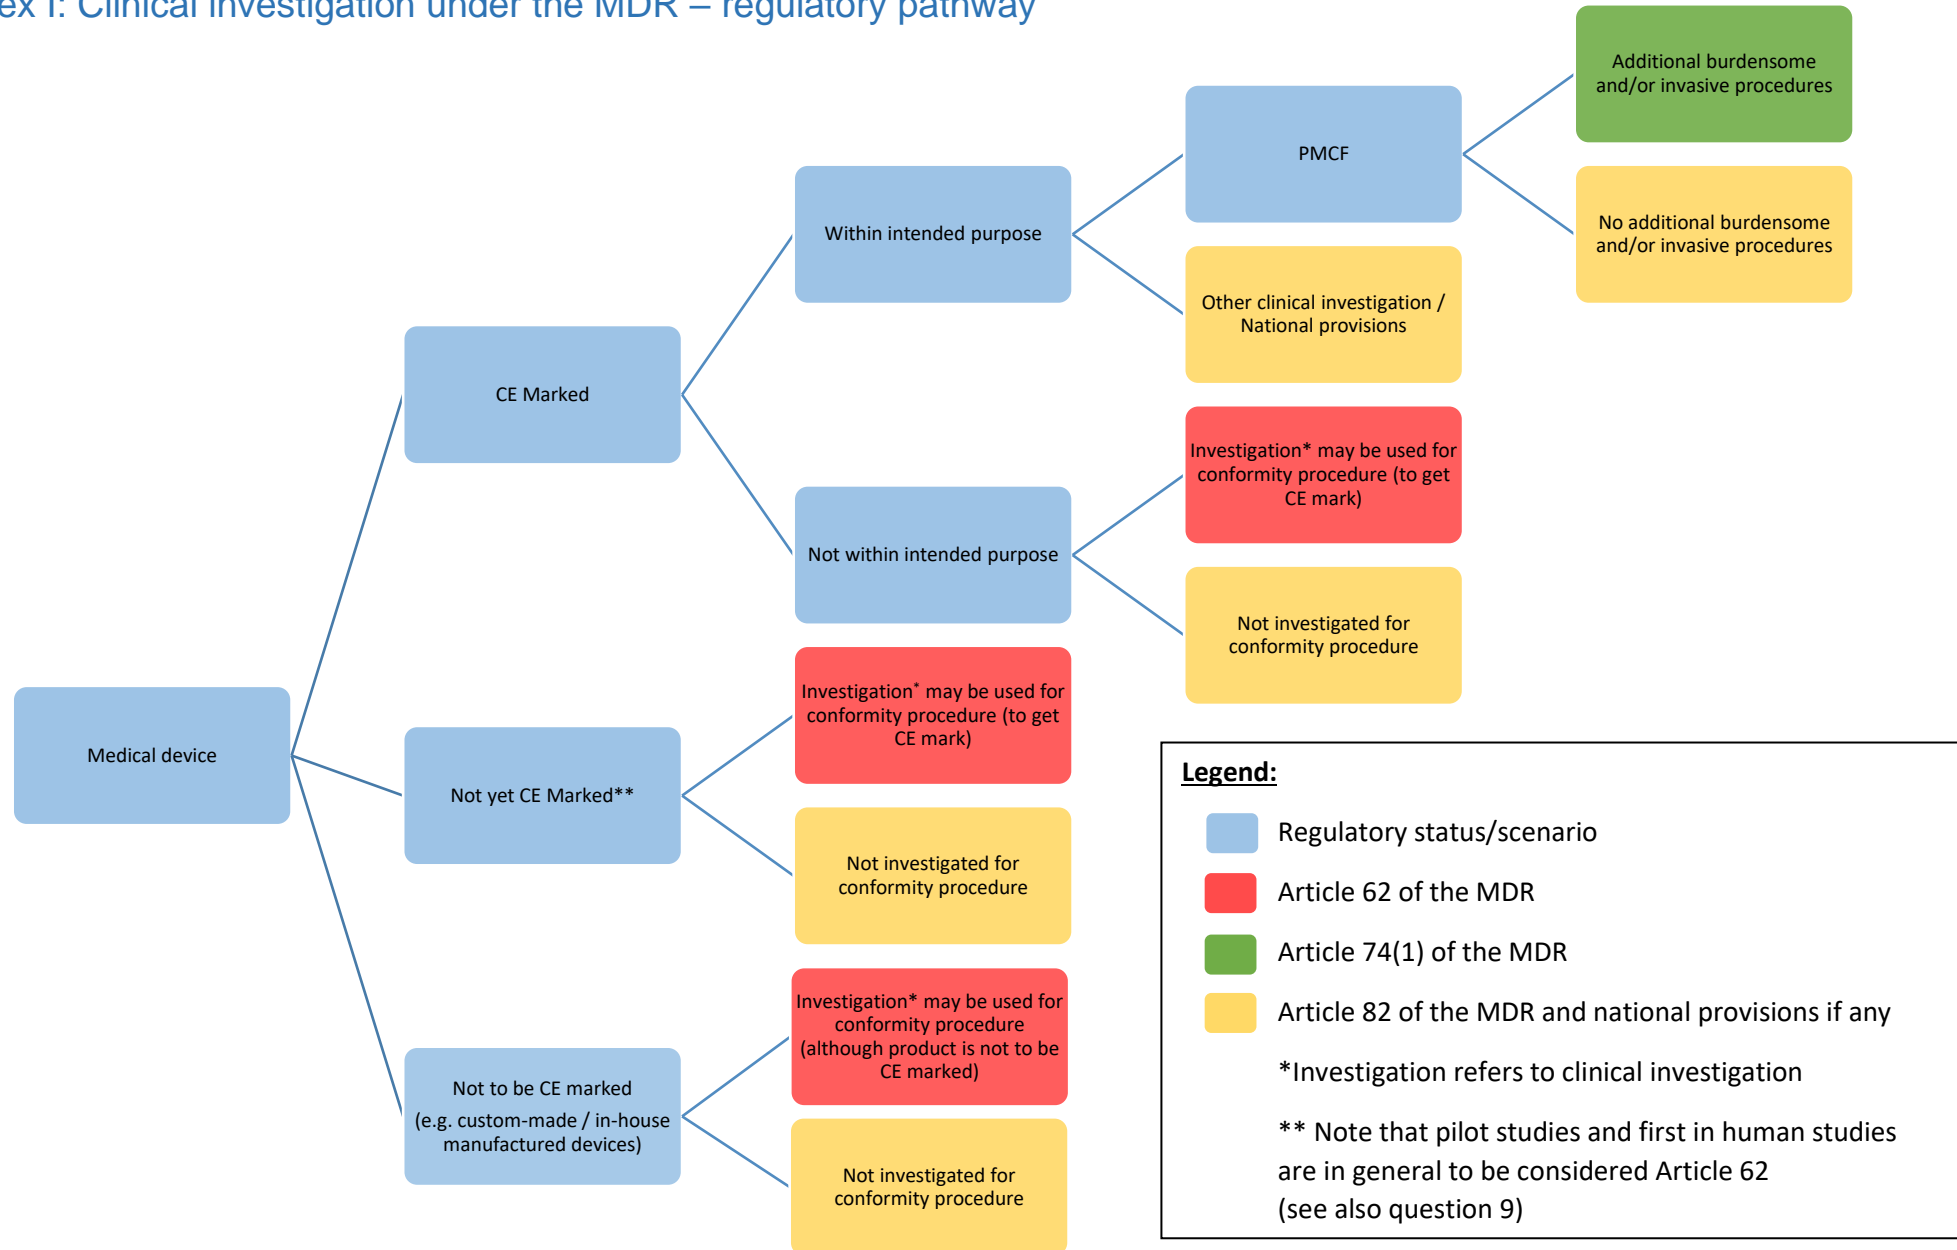 ex I: Clinical investigation under the MDR – regulatory pathway
Additional burdensome
and/or invasive procedures
PMCF
No additional burdensome
and/or invasive procedures
Within intended purpose
Other clinical investigation /
National provisions
CE Marked
Investigation* may be used for
conformity procedure (to get
CE mark)
Not within intended purpose
Not investigated for
conformity procedure
Medical device
Investigation* may be used for
conformity procedure (to get
CE mark)
Not yet CE Marked**
Not investigated for
conformity procedure
Investigation* may be used for
conformity procedure
(although product is not to be
CE marked)
Not to be CE marked
(e.g. custom-made / in-house
manufactured devices)
Not investigated for
conformity procedure
Legend:
Regulatory status/scenario
Article 62 of the MDR
Article 74(1) of the MDR
Article 82 of the MDR and national provisions if any
*Investigation refers to clinical investigation
** Note that pilot studies and first in human studies
are in general to be considered Article 62
(see also question 9)